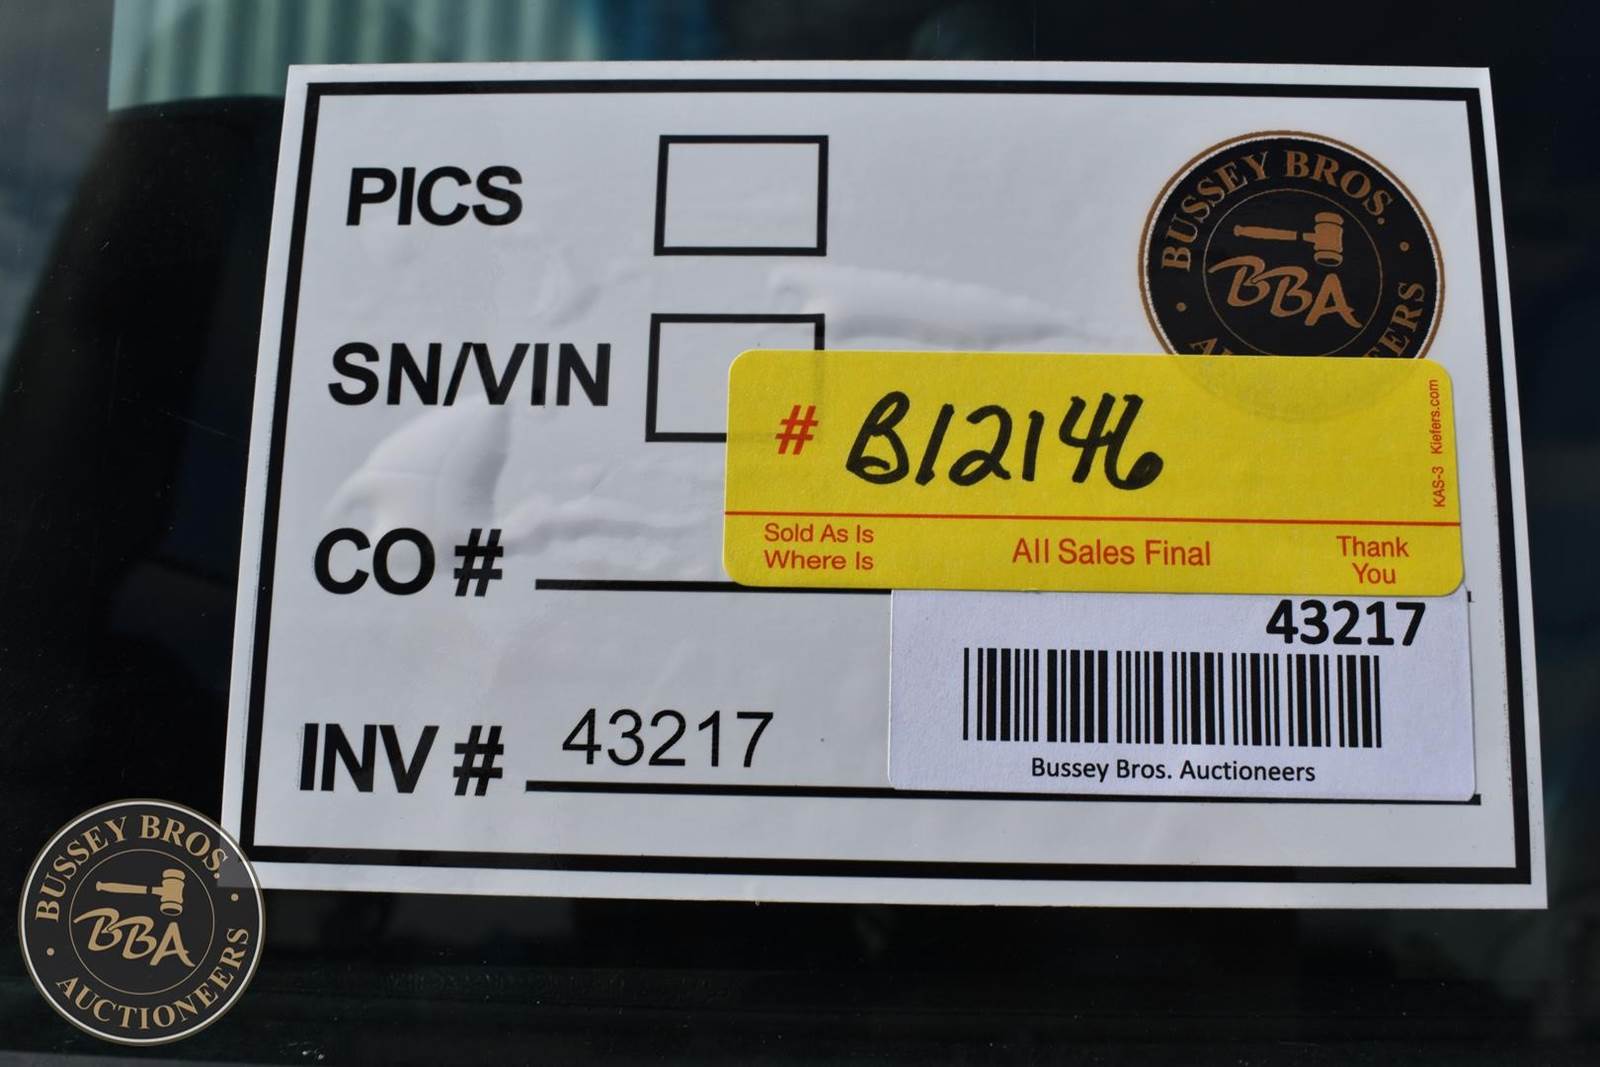 PICS
BUSSEY BROS.
BBA
SN/VIN
# B12146
KAS-3 Kiefers.com
Sold As Is
Where Is
All Sales Final
Thank
You
CO #
43217
Bussey Bros. Auctioneers
INV # 43217
BUSSEY BROS.
BBA
AUCTIONEERS